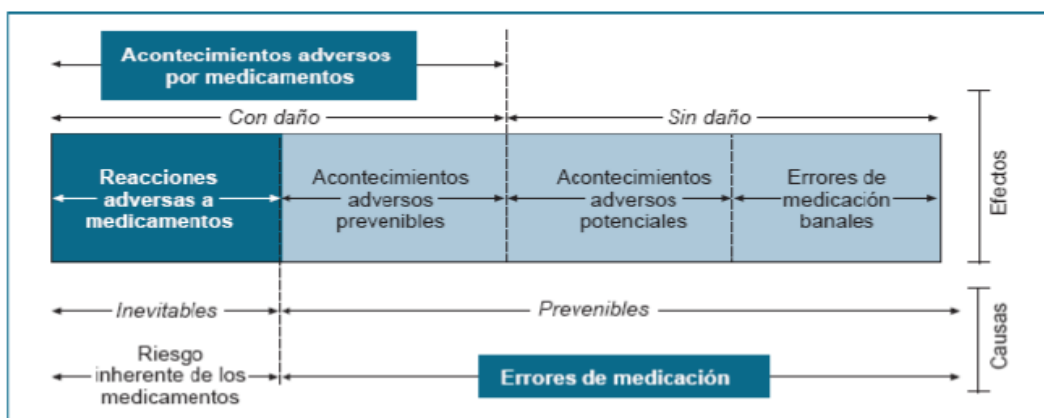 Acontecimientos adversos
por medicamentos
Con daño
Sin daño
Reacciones
adversas a
medicamentos
Acontecimientos
adversos
prevenibles
Acontecimientos
adversos
potenciales
Errores de
medicación
banales
Efectos
Inevitables
Prevenibles
Riesgo
inherente de los
medicamentos
Errores de medicación
Causas